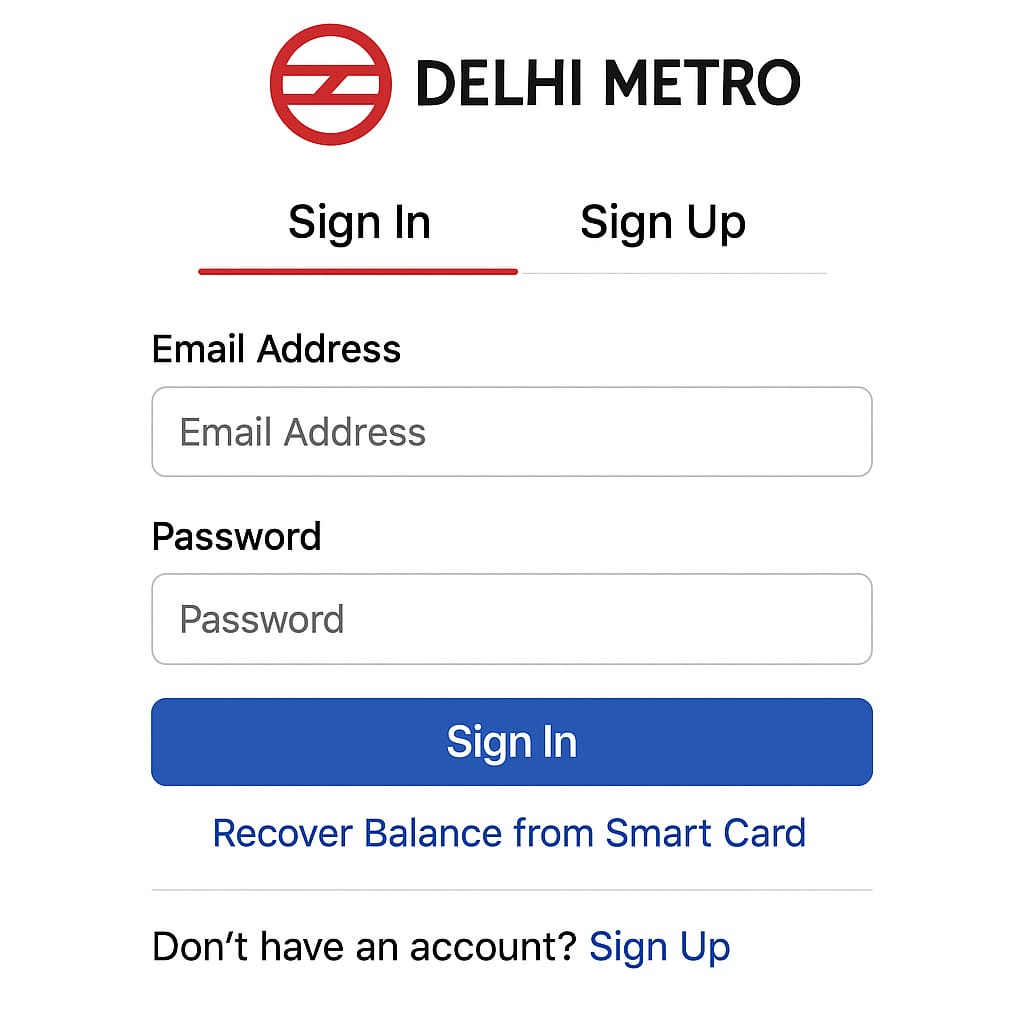 DELHI METRO
Sign In Sign Up
Email Address
Email Address
Password
Password
Sign In
Recover Balance from Smart Card
Don’t have an account? Sign Up